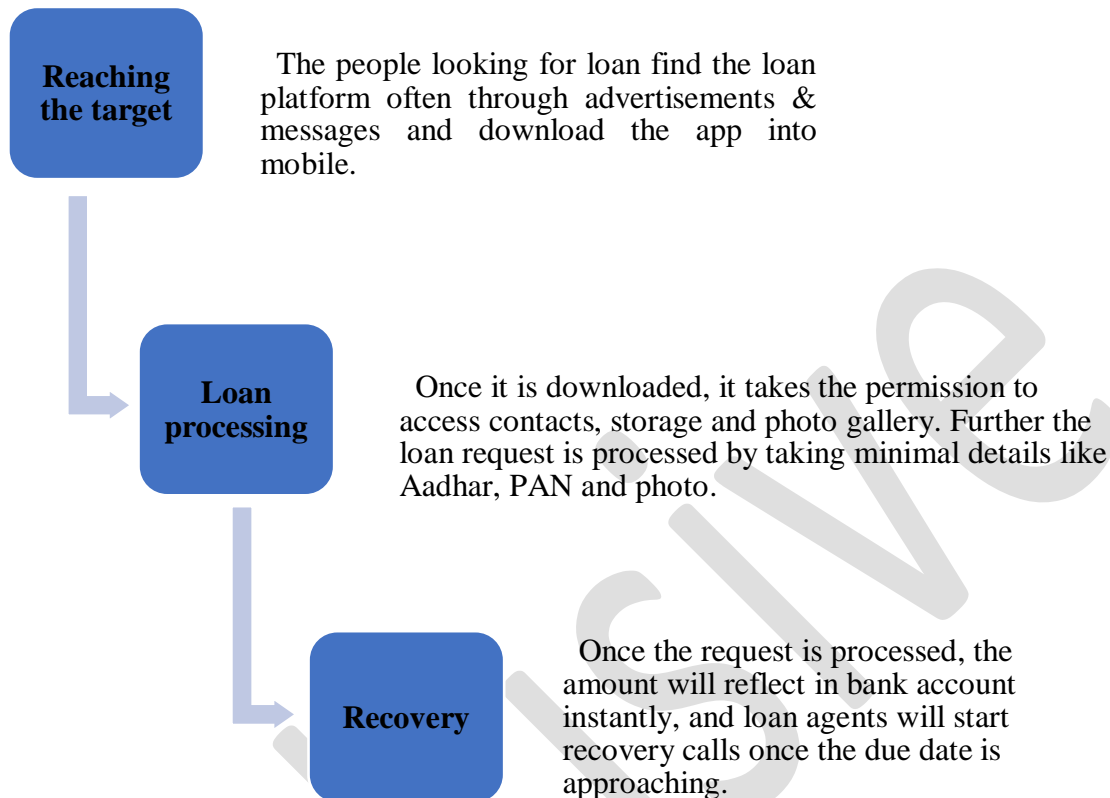 Reaching
the target
The people looking for loan find the loan
platform often through advertisements &
messages and download the app into
mobile.
Loan
processing
Once it is downloaded, it takes the permission to
access contacts, storage and photo gallery. Further the
loan request is processed by taking minimal details like
Aadhar, PAN and photo.
Recovery
Once the request is processed, the
amount will reflect in bank account
instantly, and loan agents will start
recovery calls once the due date is
approaching.